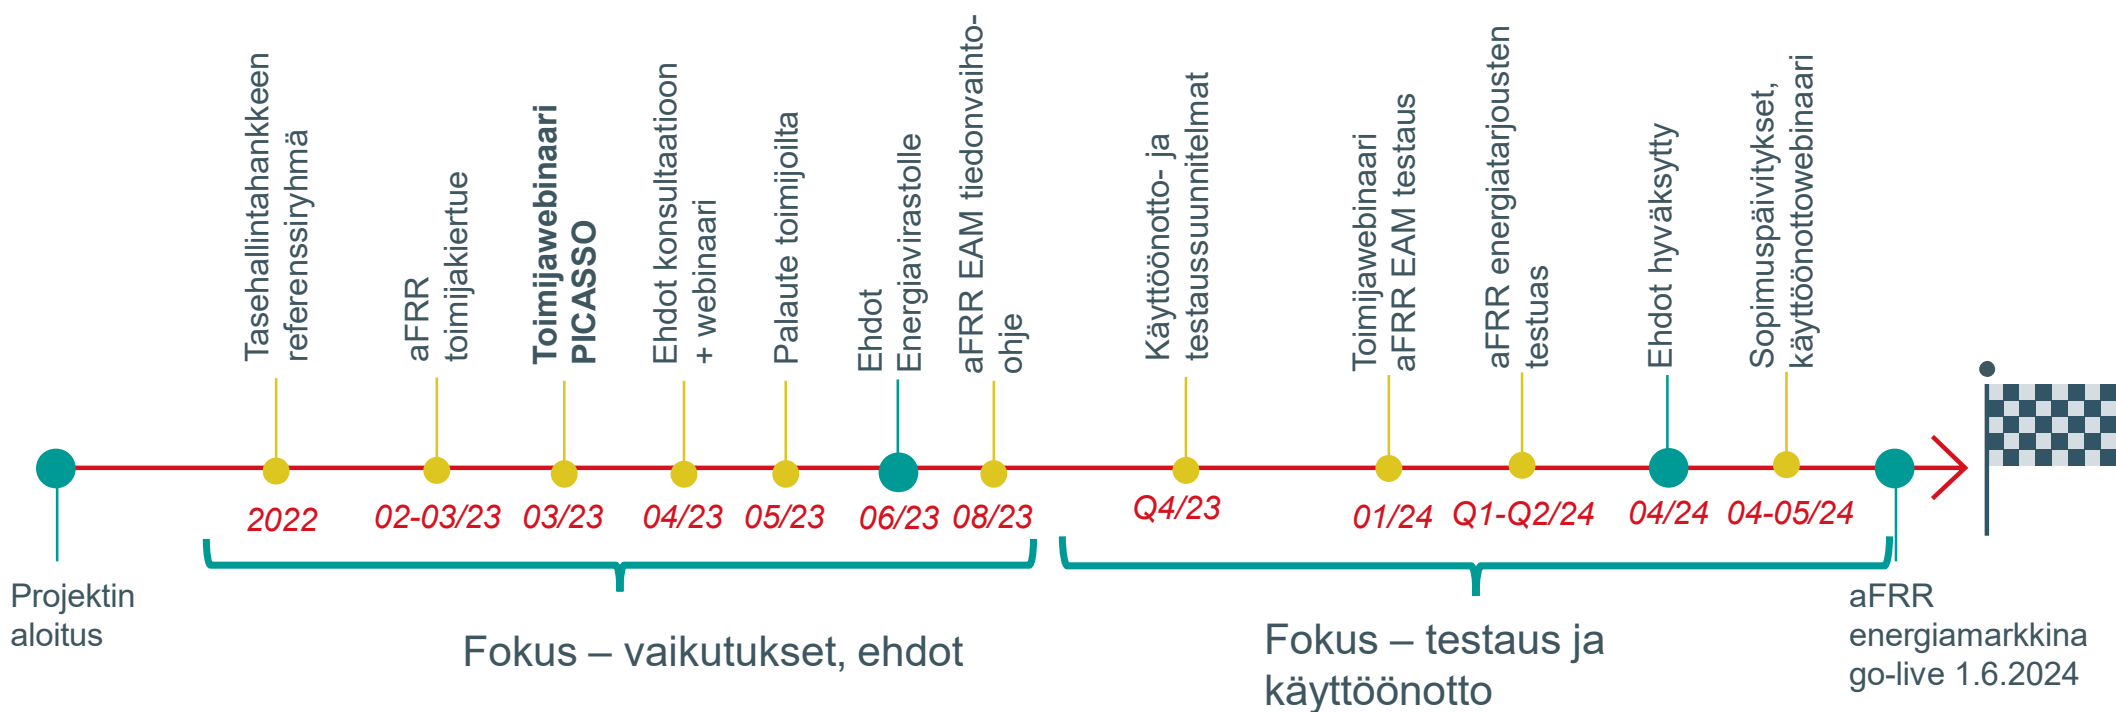 Tasehallintahankkeen
referenssiryhmä
aFRR
toimijakiertue
Toimijawebinaari
PICASSO
Ehdot konsultaatioon
+ webinaari
Palaute toimijoilta
Ehdot
Energiavirastolle
aFRR EAM tiedonvaihto-
ohje
Käyttöönotto- ja
testaussuunnitelmat
Toimijawebinaari
aFRR EAM testaus
aFRR energiatarjousten
testuas
Ehdot hyväksytty
Sopimuspäivitykset,
käyttöönottowebinaari
2022
02-03/23
03/23
04/23
05/23
06/23
08/23
Q4/23
01/24
Q1-Q2/24
04/24
04-05/24
Projektin
aloitus
Fokus – vaikutukset, ehdot
Fokus – testaus ja
käyttöönotto
aFRR
energiamarkkina
go-live 1.6.2024